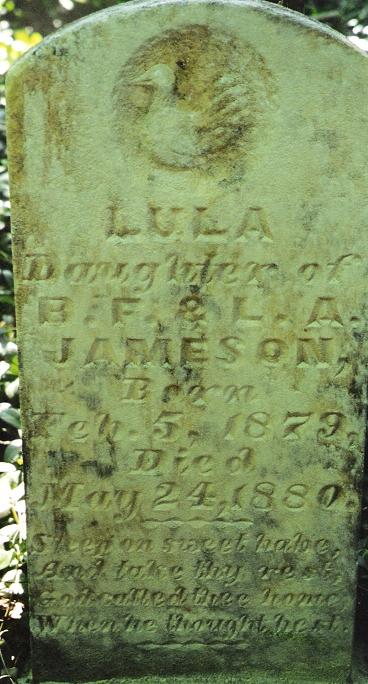 LULA
Daughter of
B. F. & L. A.
JAMESON,
Born
Feb. 5, 1879,
Died
May 24, 1880.
Sleep on sweet babe,
And take thy rest,
God called thee home,
When he thought best.